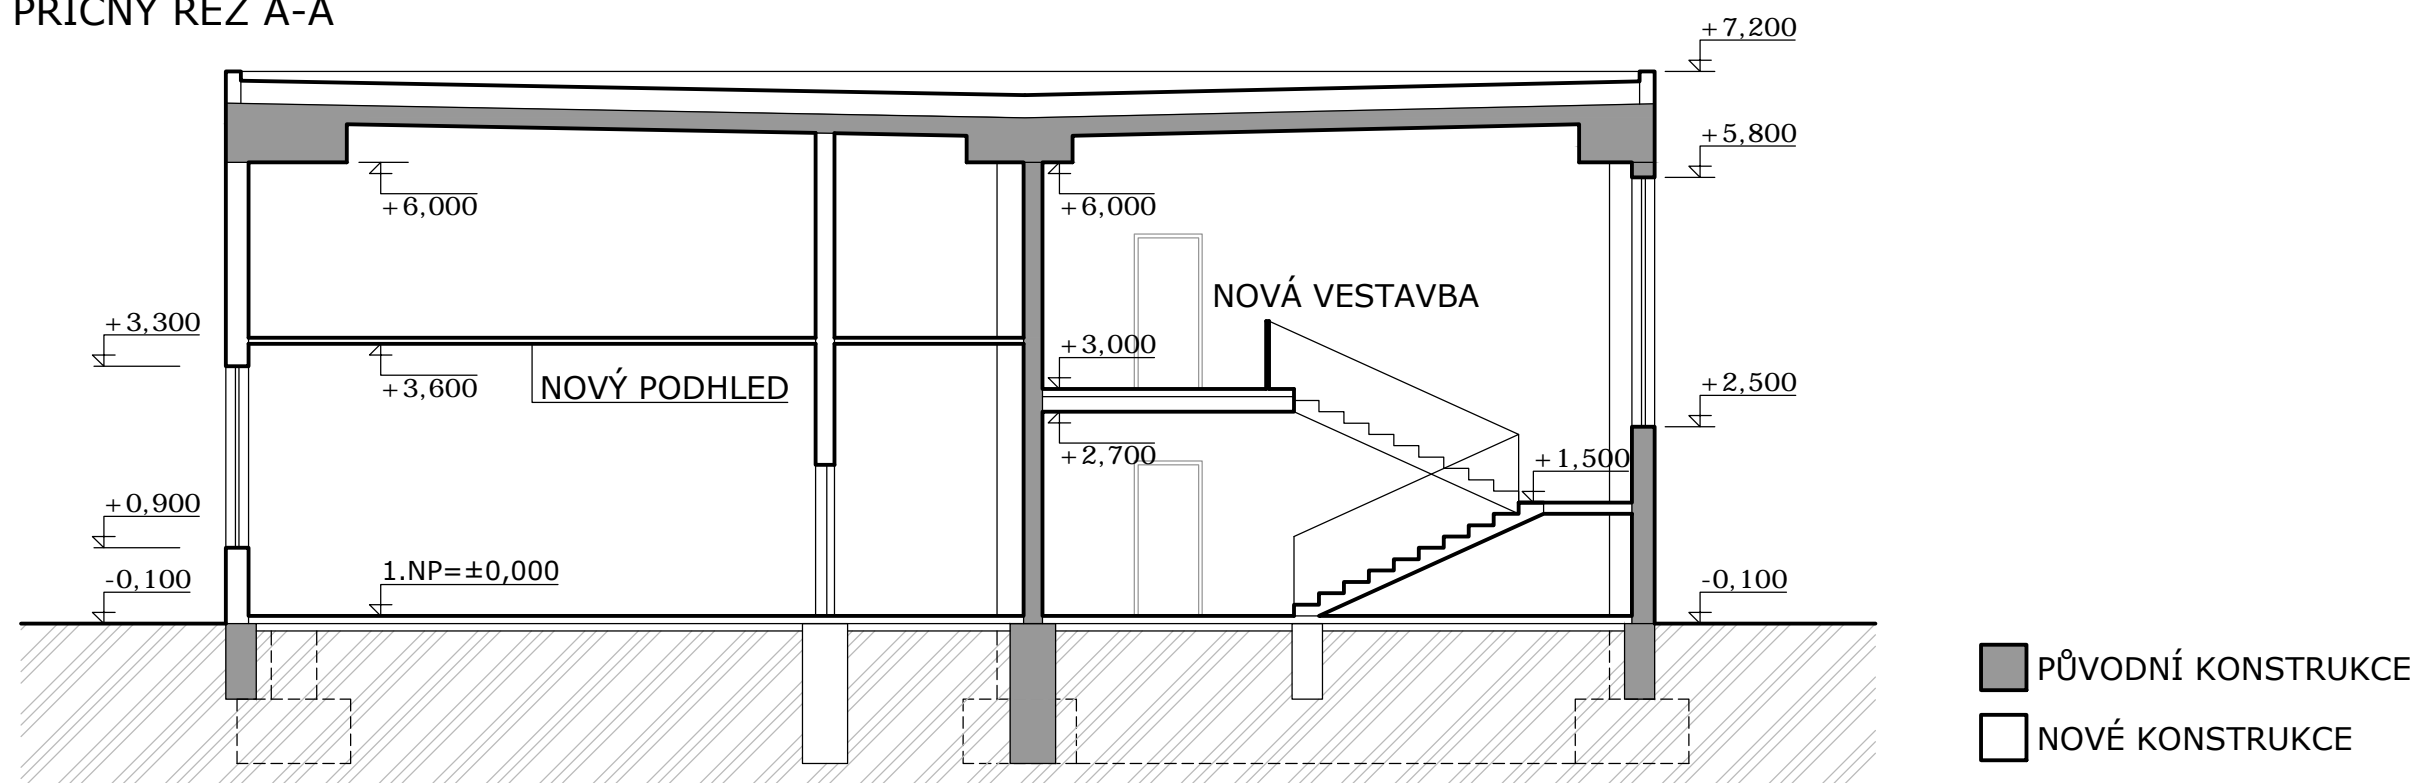 PŘÍČNÝ ŘEZ A-A
+7,200
+5,800
+6,000
+6,000
NOVÁ VESTAVBA
+3,300
+3,000
+3,600
NOVÝ PODHLED
+2,500
+2,700
+1,500
+0,900
1.NP=±0,000
-0,100
-0,100
PŮVODNÍ KONSTRUKCE
NOVÉ KONSTRUKCE